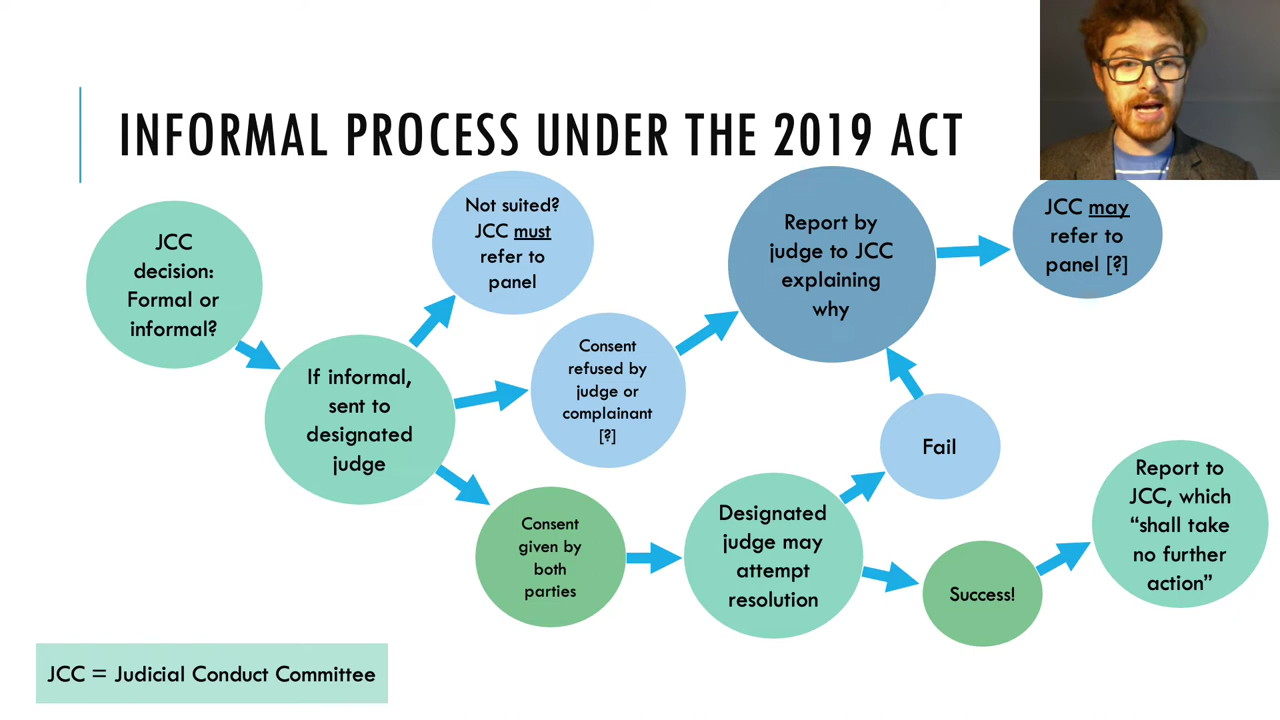 INFORMAL PROCESS UNDER THE 2019 ACT
JCC
decision:
Formal or
informal?
If informal,
sent to
designated
judge
Not suited?
JCC must
refer to
panel
Consent
refused by
judge or
complainant
[?]
Consent
given by
both
parties
Report by
judge to JCC
explaining
why
JCC may
refer to
panel [?]
Designated
judge may
attempt
resolution
Fail
Success!
Report to
JCC, which
“shall take
no further
action”
JCC = Judicial Conduct Committee